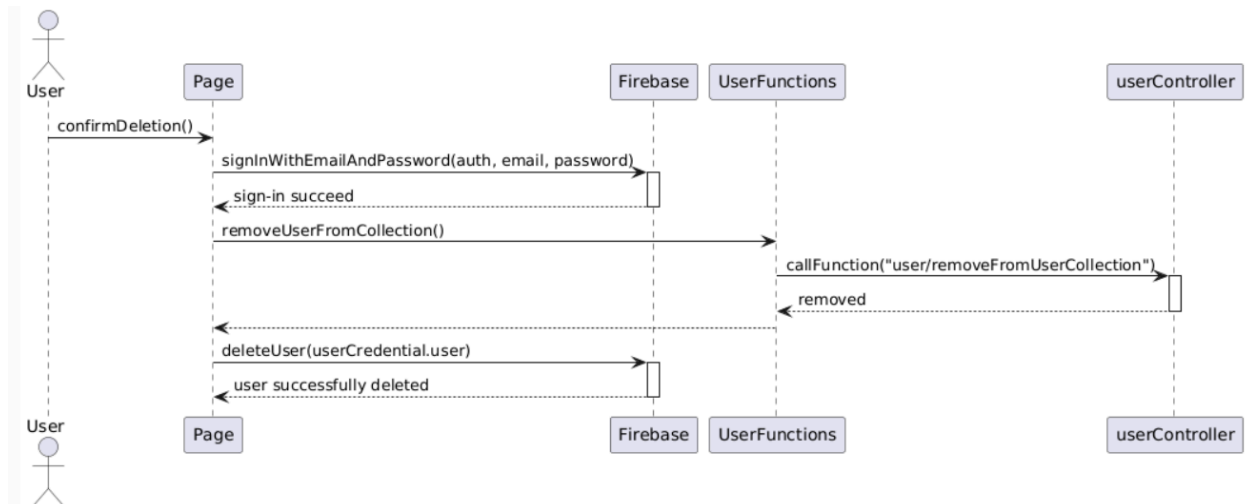 User
Page
Firebase
UserFunctions
userController
confirmDeletion()
signInWithEmailAndPassword(auth, email, password)
sign-in succeed
removeUserFromCollection()
callFunction("user/removeFromUserCollection")
removed
deleteUser(userCredential.user)
user successfully deleted
User
Page
Firebase
UserFunctions
userController